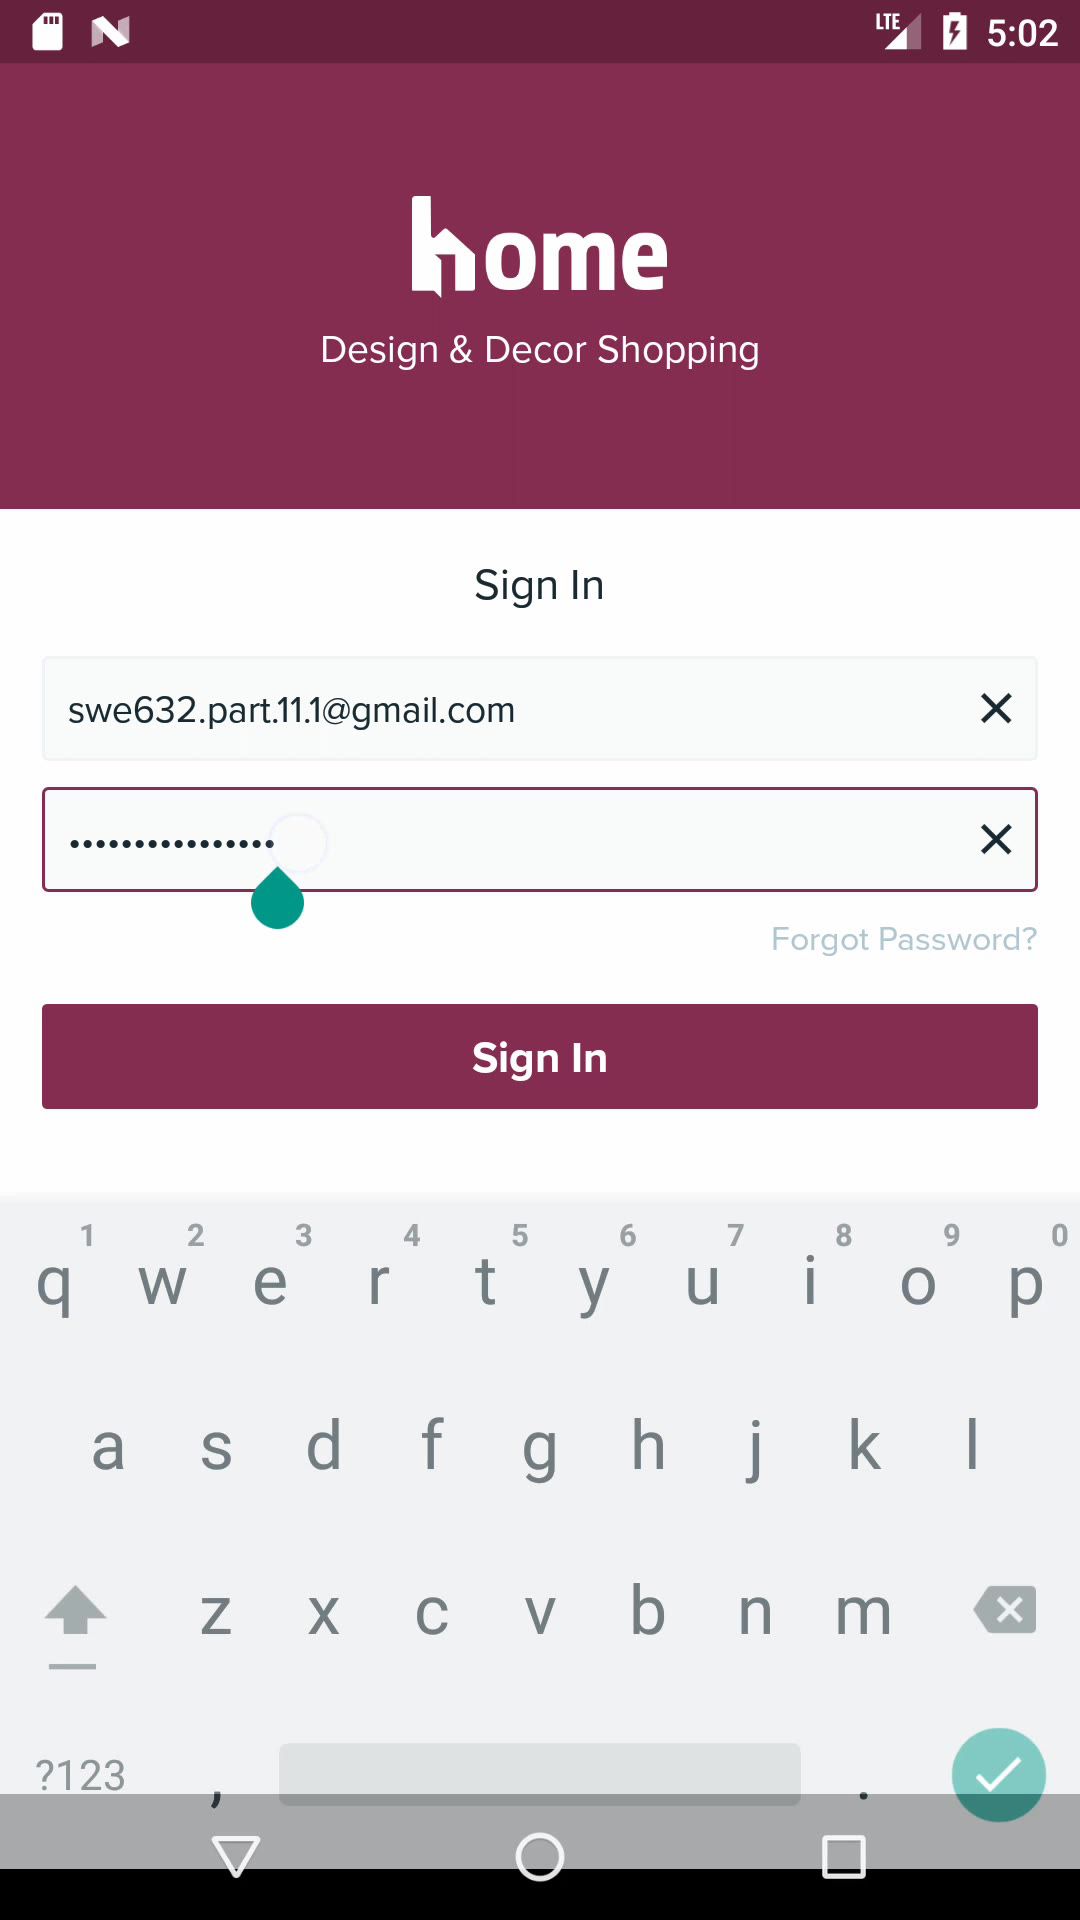 LTE 5:02
home
Design & Decor Shopping
Sign In
swe632.part.11.1@gmail.com
••••••••••••••••
Forgot Password?
Sign In
1 2 3 4 5 6 7 8 9 0
q w e r t y u i o p
a s d f g h j k l
z x c v b n m
?123 , .